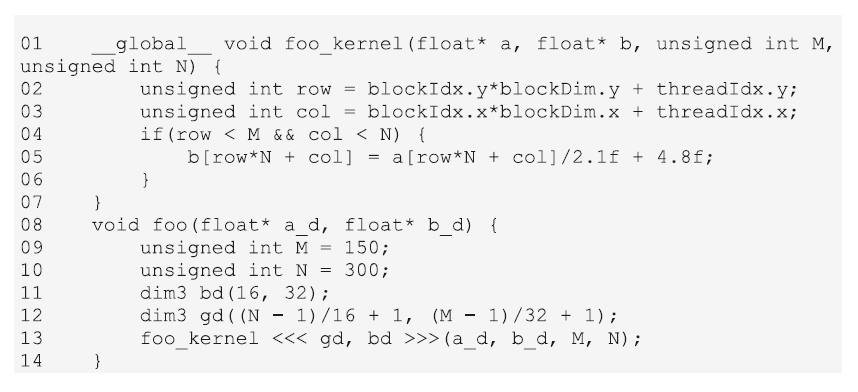 01 __global__ void foo_kernel(float* a, float* b, unsigned int M,
unsigned int N) {
02 unsigned int row = blockIdx.y*blockDim.y + threadIdx.y;
03 unsigned int col = blockIdx.x*blockDim.x + threadIdx.x;
04 if(row < M && col < N) {
05 b[row*N + col] = a[row*N + col]/2.1f + 4.8f;
06 }
07 }
08 void foo(float* a_d, float* b_d) {
09 unsigned int M = 150;
10 unsigned int N = 300;
11 dim3 bd(16, 32);
12 dim3 gd((N - 1)/16 + 1, (M - 1)/32 + 1);
13 foo_kernel <<< gd, bd >>>(a_d, b_d, M, N);
14 }